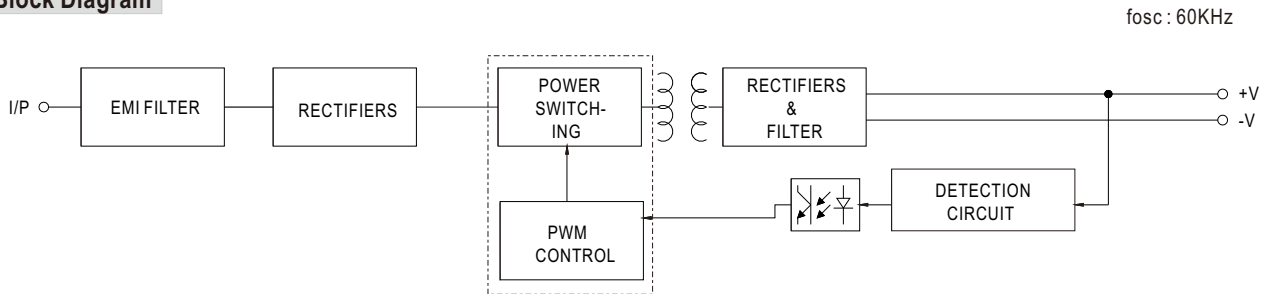 Block Diagram
fosc : 60KHz
I/P
EMI FILTER
RECTIFIERS
POWER
SWITCH-
ING
RECTIFIERS
&
FILTER
+V
-V
PWM
CONTROL
DETECTION
CIRCUIT